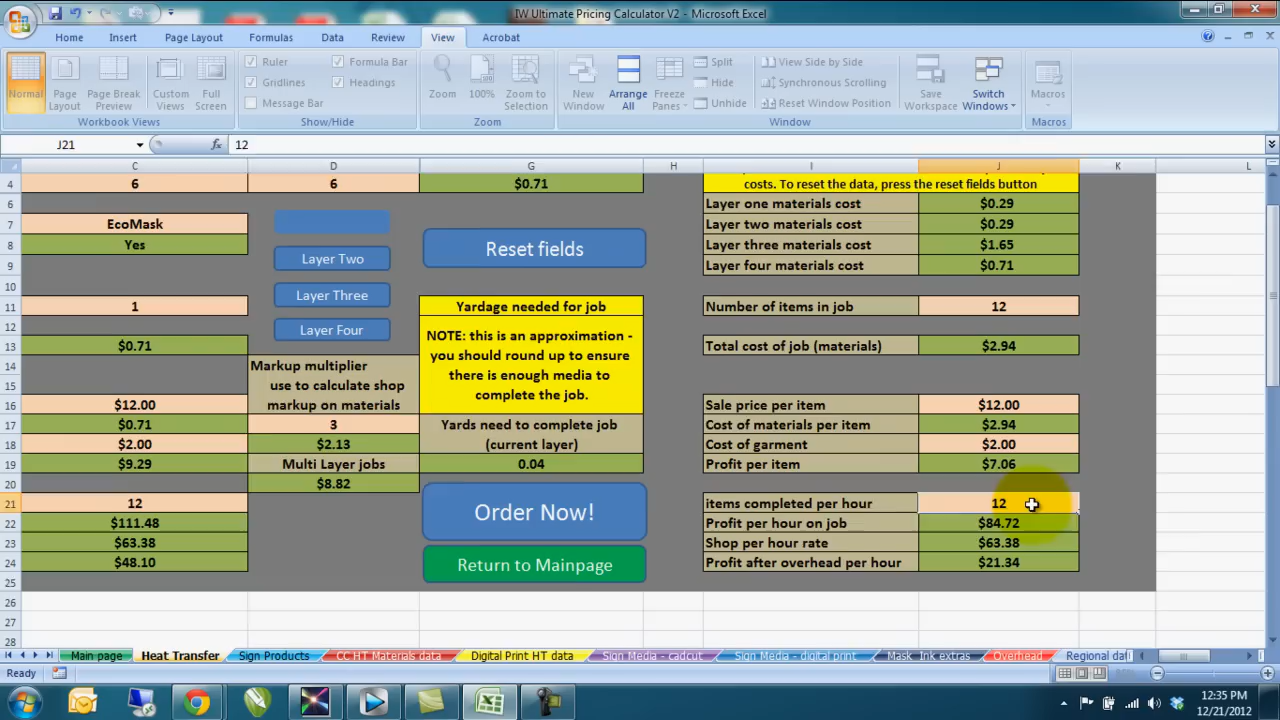 IW Ultimate Pricing Calculator V2 - Microsoft Excel
Home Insert Page Layout Formulas Data Review View Acrobat
Normal
Page Layout
Page Break Preview
Custom Views
Full Screen
Workbook Views
Ruler
Gridlines
Message Bar
Formula Bar
Headings
Show/Hide
Zoom
100%
Zoom to Selection
Zoom
New Window
Arrange All
Freeze Panes
Split
Hide
Unhide
View Side by Side
Synchronous Scrolling
Reset Window Position
Save Workspace
Switch Windows
Window
Macros
Macros
J21 fx 12
C D G H I J K L
4 6 6 $0.71 costs. To reset the data, press the reset fields button
6 Layer one materials cost $0.29
7 EcoMask Layer two materials cost $0.29
8 Yes Layer Two Reset fields Layer three materials cost $1.65
9 Layer four materials cost $0.71
10 Layer Three
11 1 Yardage needed for job Number of items in job 12
12 Layer Four NOTE: this is an approximation -
13 $0.71 you should round up to ensure Total cost of job (materials) $2.94
14 Markup multiplier there is enough media to
15 use to calculate shop complete the job.
16 $12.00 markup on materials Sale price per item $12.00
17 $0.71 3 Yards need to complete job Cost of materials per item $2.94
18 $2.00 $2.13 (current layer) Cost of garment $2.00
19 $9.29 Multi Layer jobs 0.04 Profit per item $7.06
20 $8.82
21 12 Order Now! items completed per hour 12
22 $111.48 Profit per hour on job $84.72
23 $63.38 Shop per hour rate $63.38
24 $48.10 Return to Mainpage Profit after overhead per hour $21.34
25
26
27
28
Main page Heat Transfer Sign Products CC HT Materials data Digital Print HT data Sign Media - cadcut Sign Media - digital print Mask Ink extras Overhead Regional dat
Ready
12:35 PM
12/21/2012